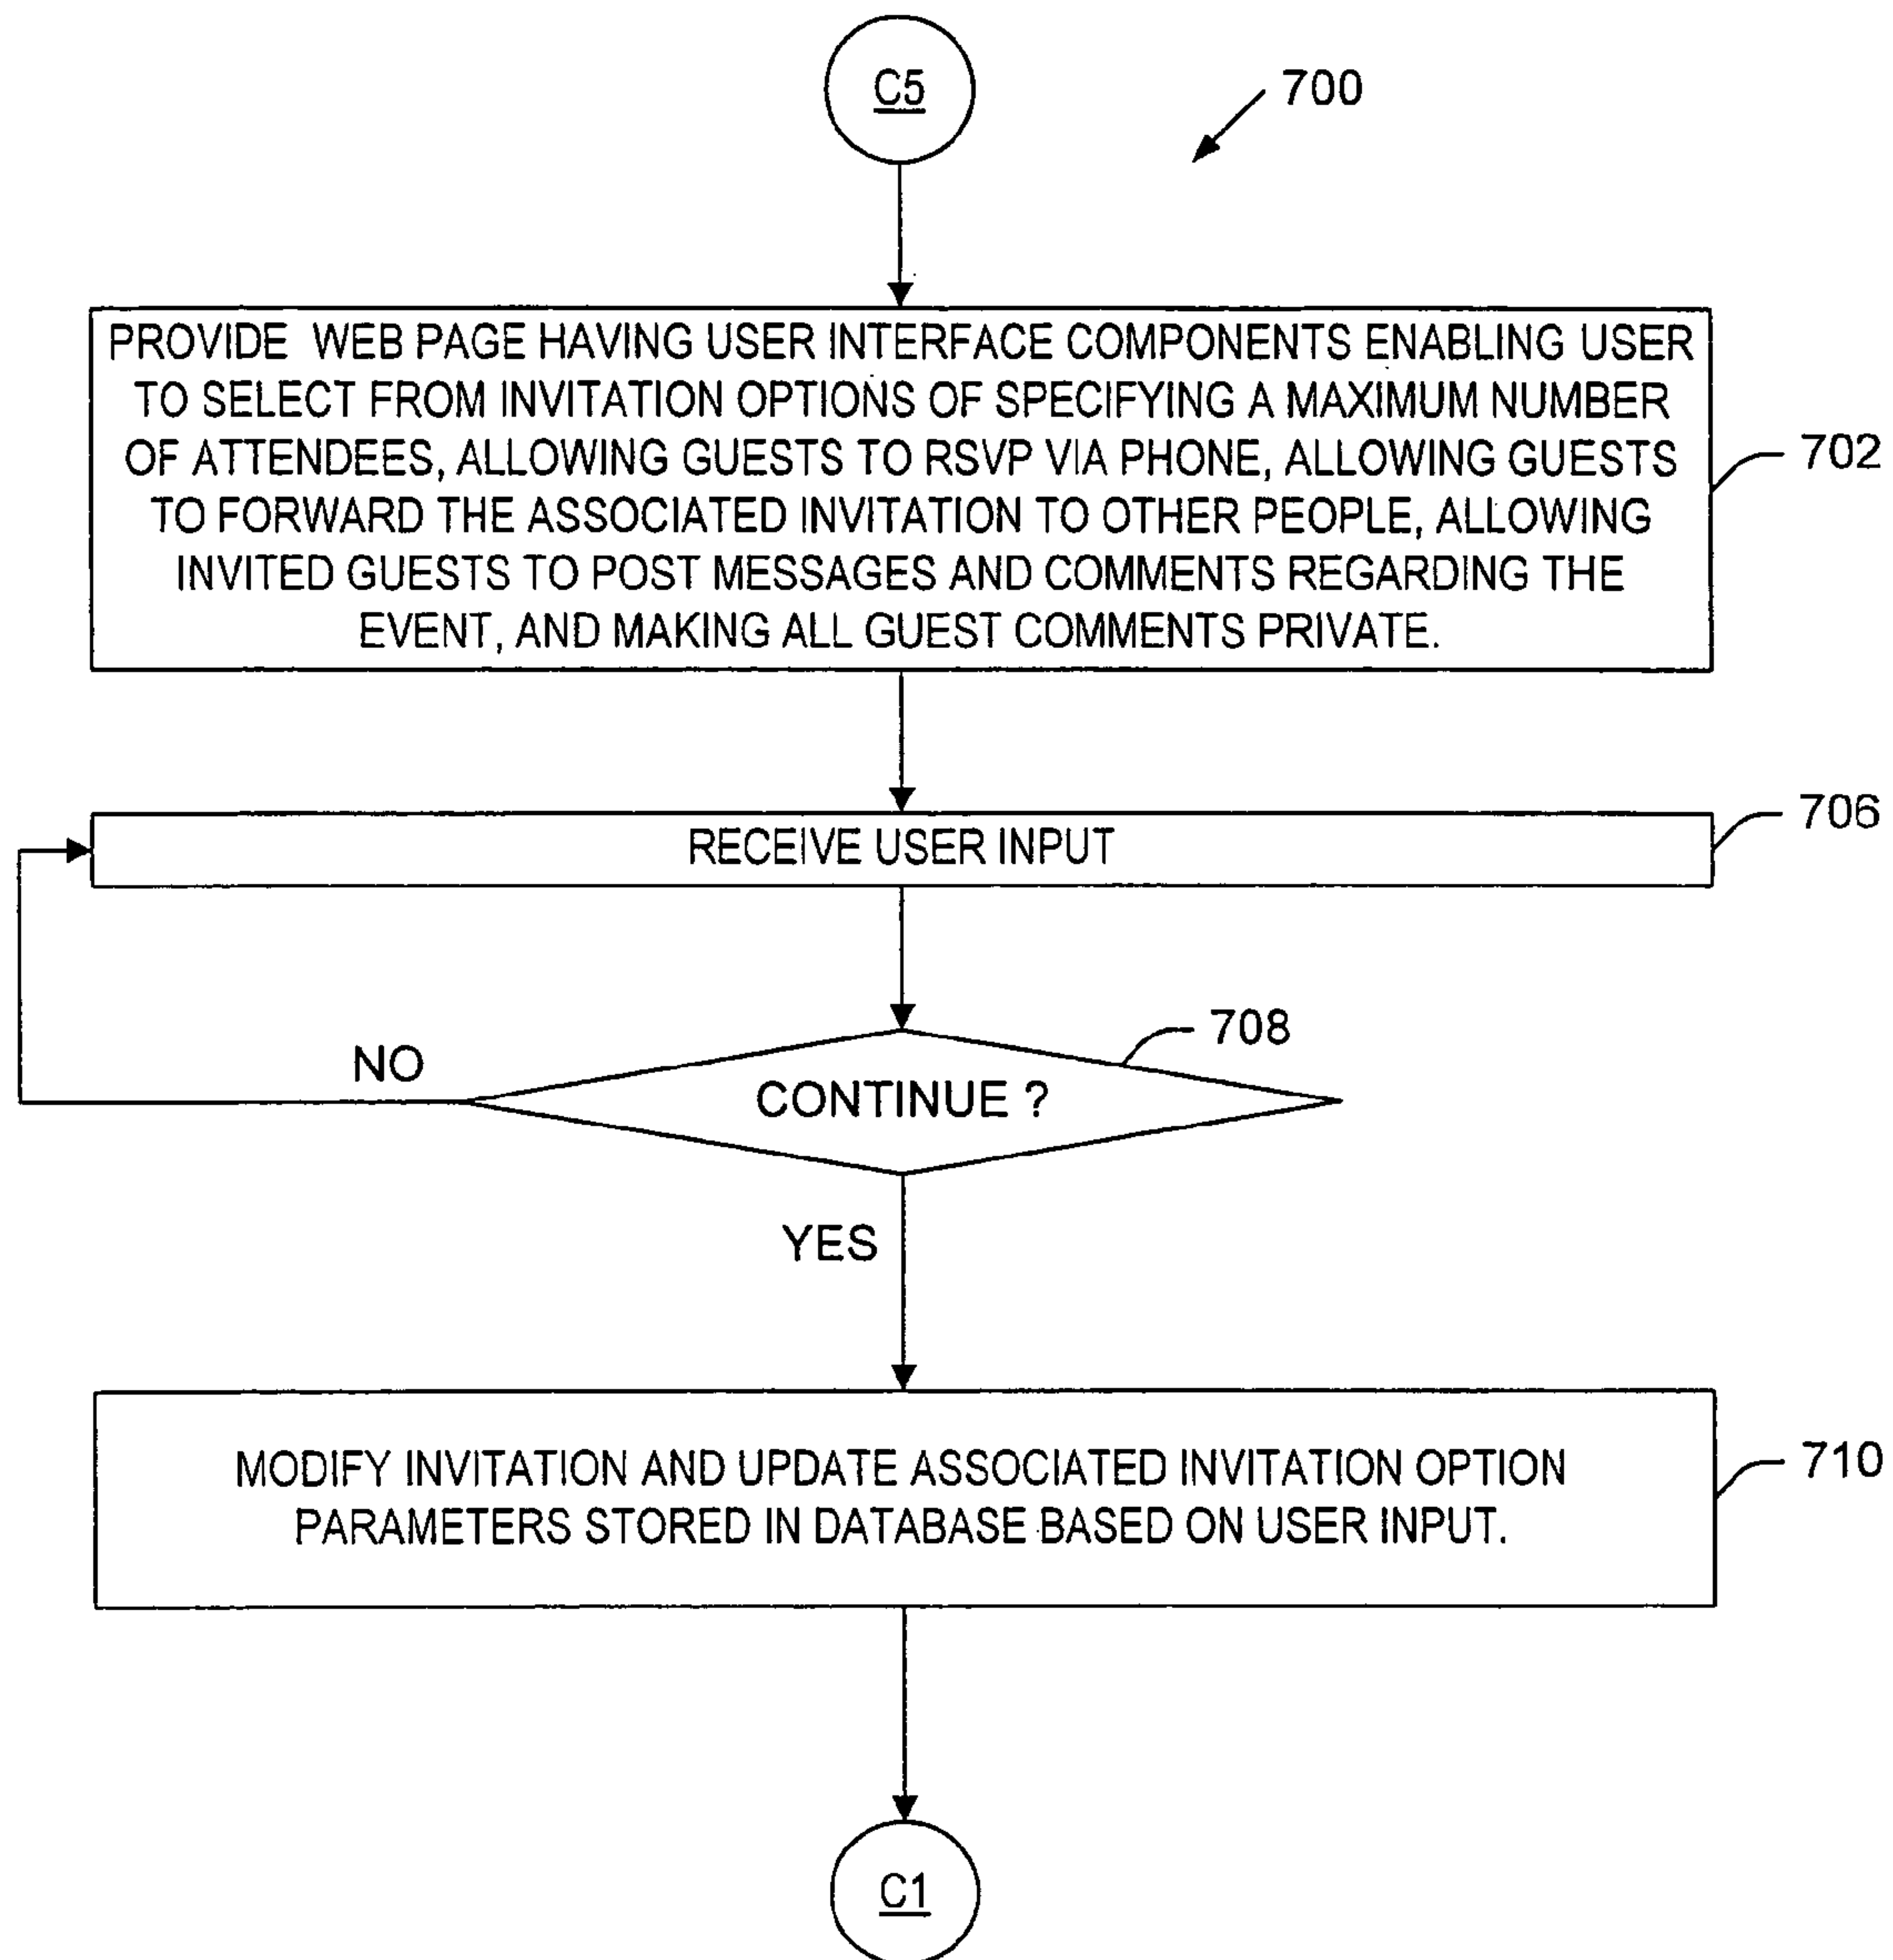 C5
700
PROVIDE WEB PAGE HAVING USER INTERFACE COMPONENTS ENABLING USER
TO SELECT FROM INVITATION OPTIONS OF SPECIFYING A MAXIMUM NUMBER
OF ATTENDEES, ALLOWING GUESTS TO RSVP VIA PHONE, ALLOWING GUESTS
TO FORWARD THE ASSOCIATED INVITATION TO OTHER PEOPLE, ALLOWING
INVITED GUESTS TO POST MESSAGES AND COMMENTS REGARDING THE
EVENT, AND MAKING ALL GUEST COMMENTS PRIVATE.
702
RECEIVE USER INPUT
706
708
NO
CONTINUE ?
YES
MODIFY INVITATION AND UPDATE ASSOCIATED INVITATION OPTION
PARAMETERS STORED IN DATABASE BASED ON USER INPUT.
710
C1